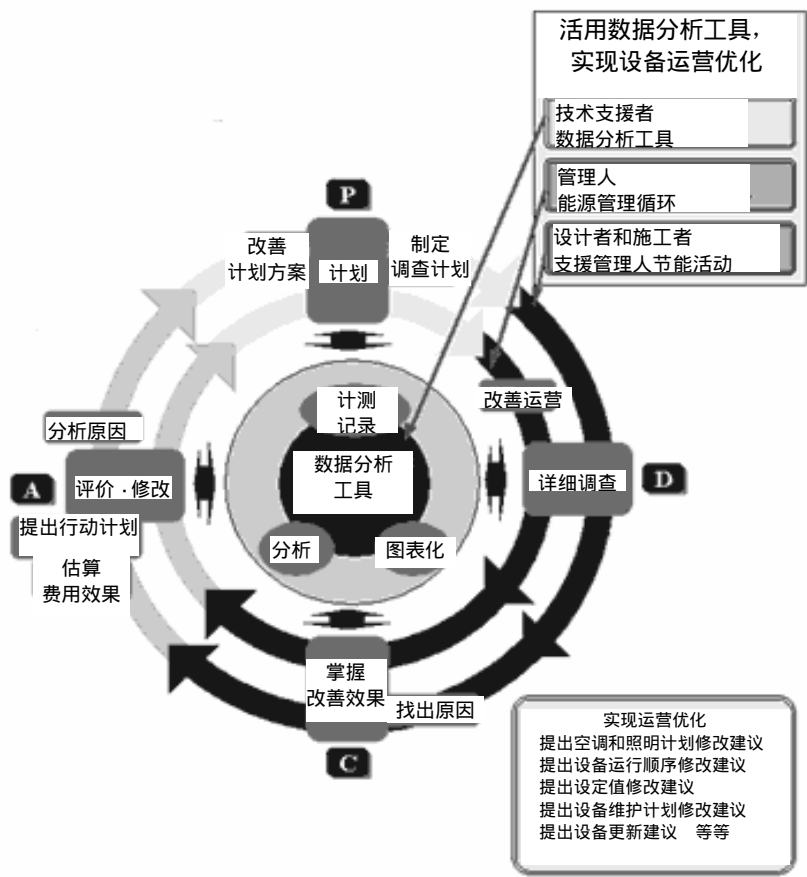 活用数据分析工具，
实现设备运营优化
技术支援者
数据分析工具
管理人
能源管理循环
设计者和施工者
支援管理人节能活动
P
改善
计划方案
计划
制定
调查计划
计测
记录
改善运营
分析原因
数据分析
工具
A
评价·修改
详细调查
D
提出行动计划
分析
图表化
估算
费用效果
掌握
改善效果
找出原因
C
实现运营优化
提出空调和照明计划修改建议
提出设备运行顺序修改建议
提出设定值修改建议
提出设备维护计划修改建议
提出设备更新建议 等等